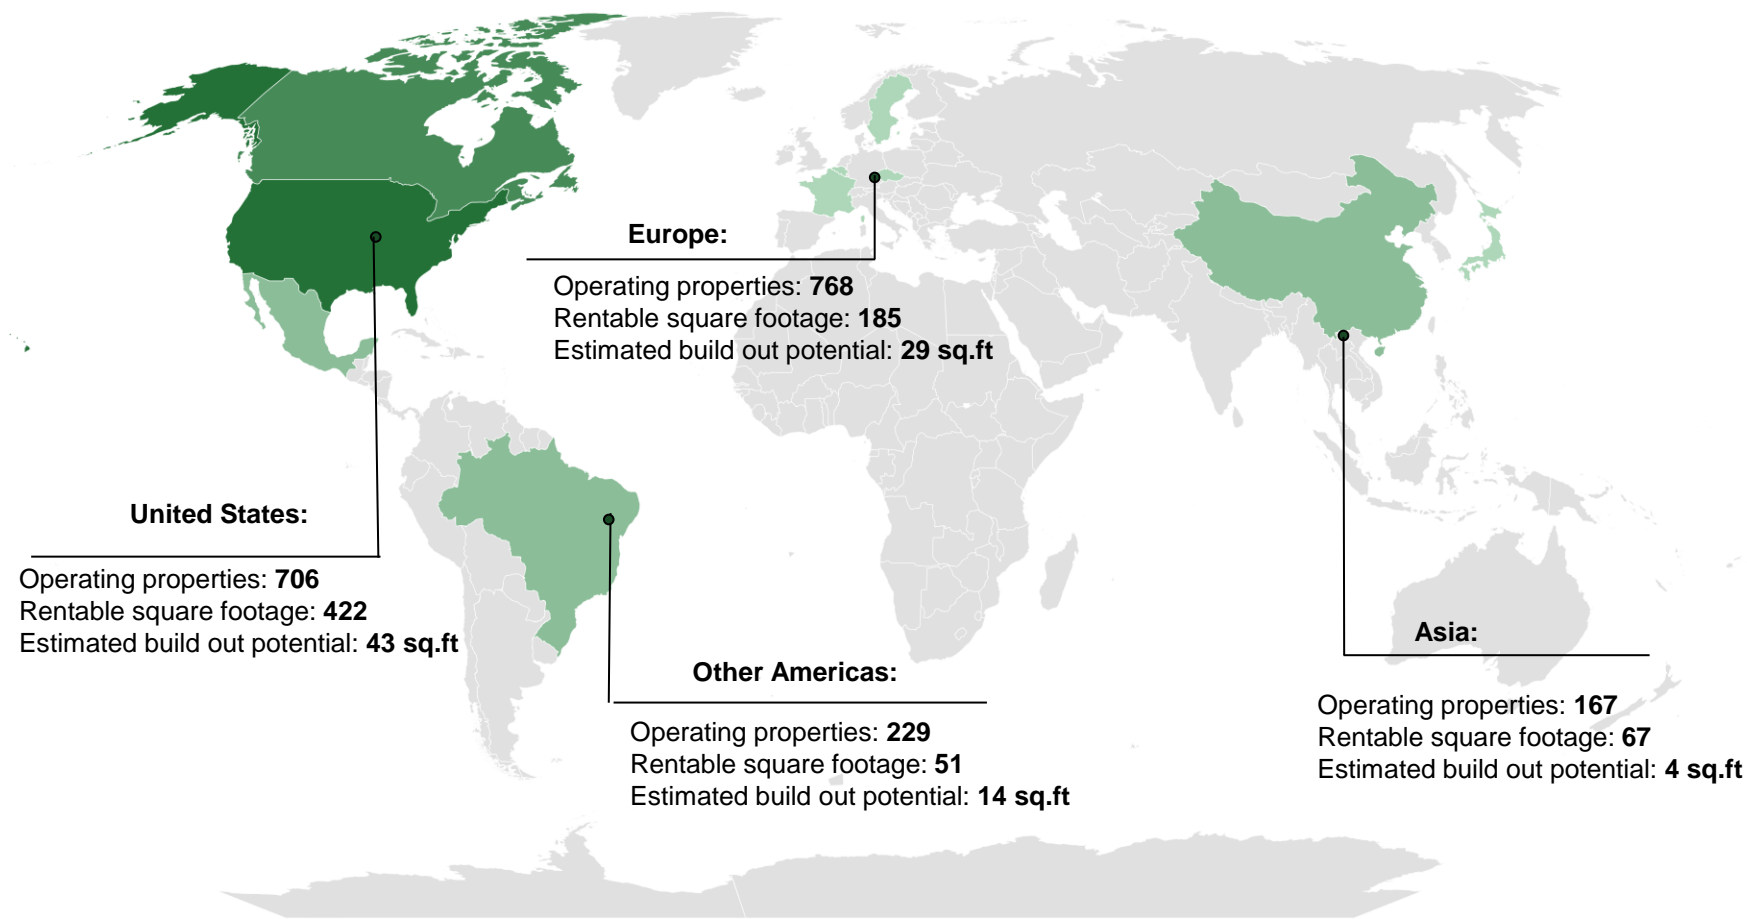 Europe:
Operating properties: 768
Rentable square footage: 185
Estimated build out potential: 29 sq.ft
United States:
Operating properties: 706
Rentable square footage: 422
Estimated build out potential: 43 sq.ft
Other Americas:
Operating properties: 229
Rentable square footage: 51
Estimated build out potential: 14 sq.ft
Asia:
Operating properties: 167
Rentable square footage: 67
Estimated build out potential: 4 sq.ft